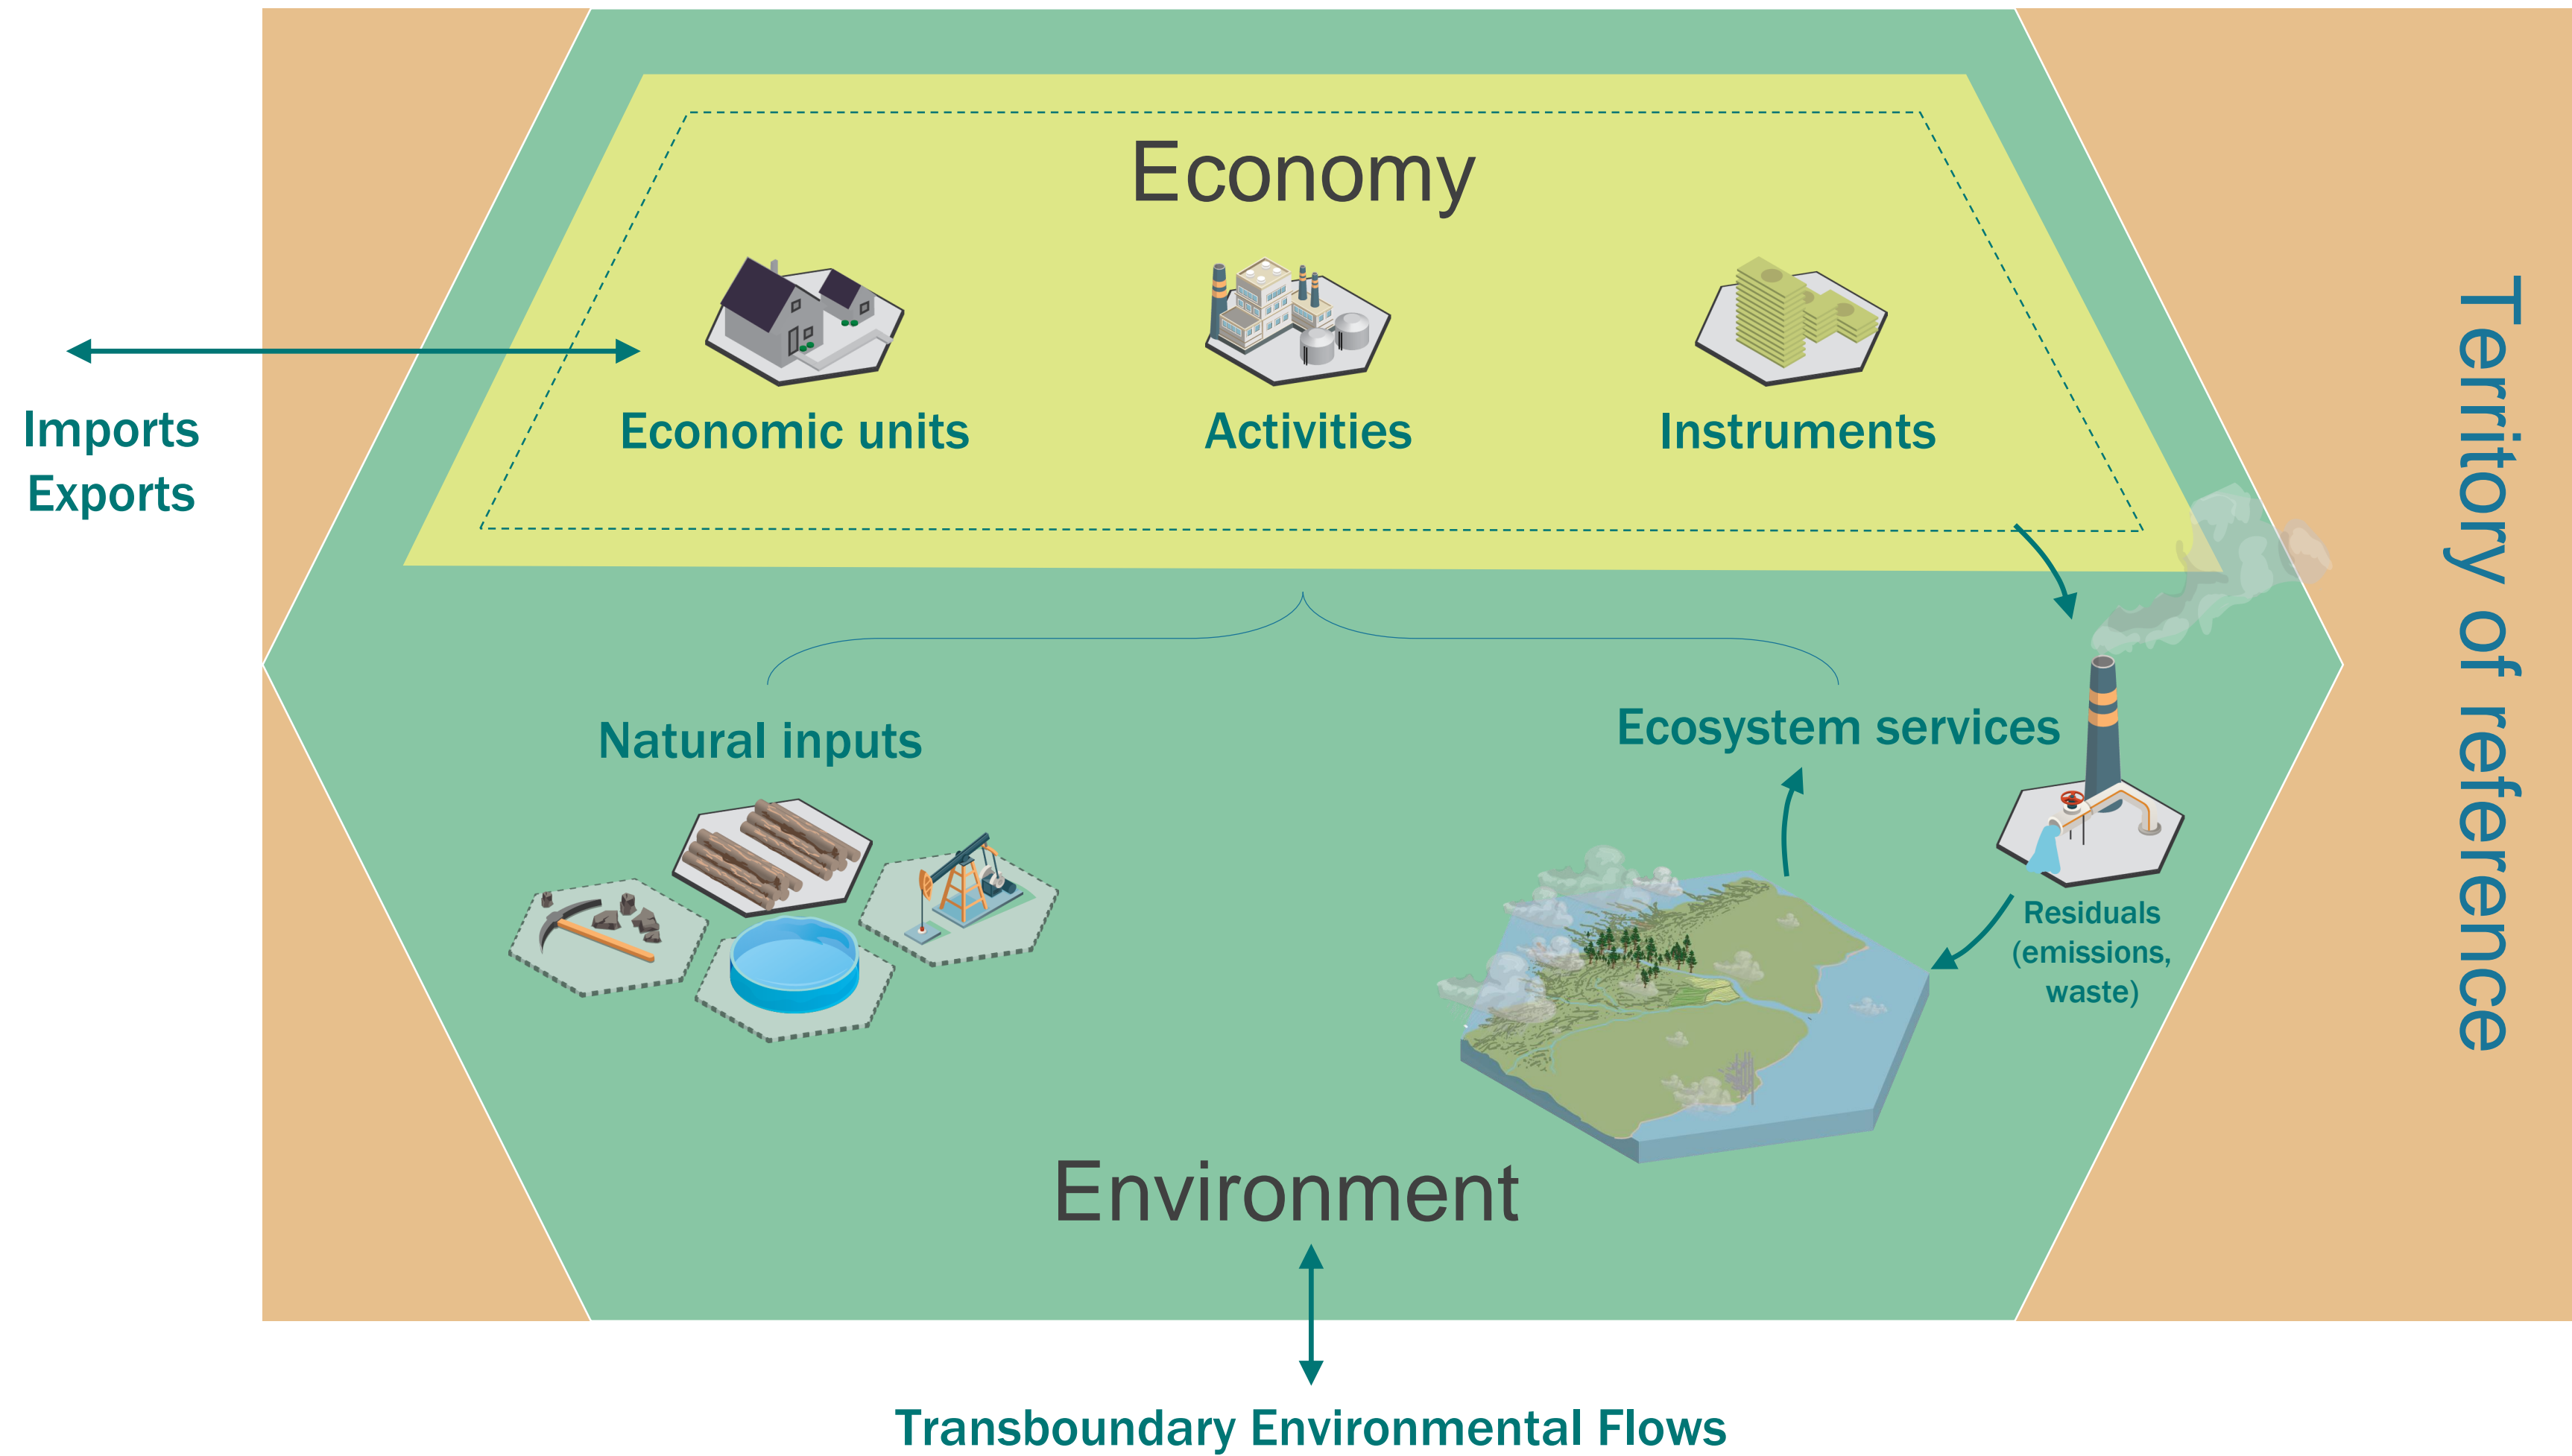 Economy
Economic units
Activities
Instruments
Imports
Exports
Territory of reference
Natural inputs
Ecosystem services
Residuals
(emissions,
waste)
Environment
Transboundary Environmental Flows